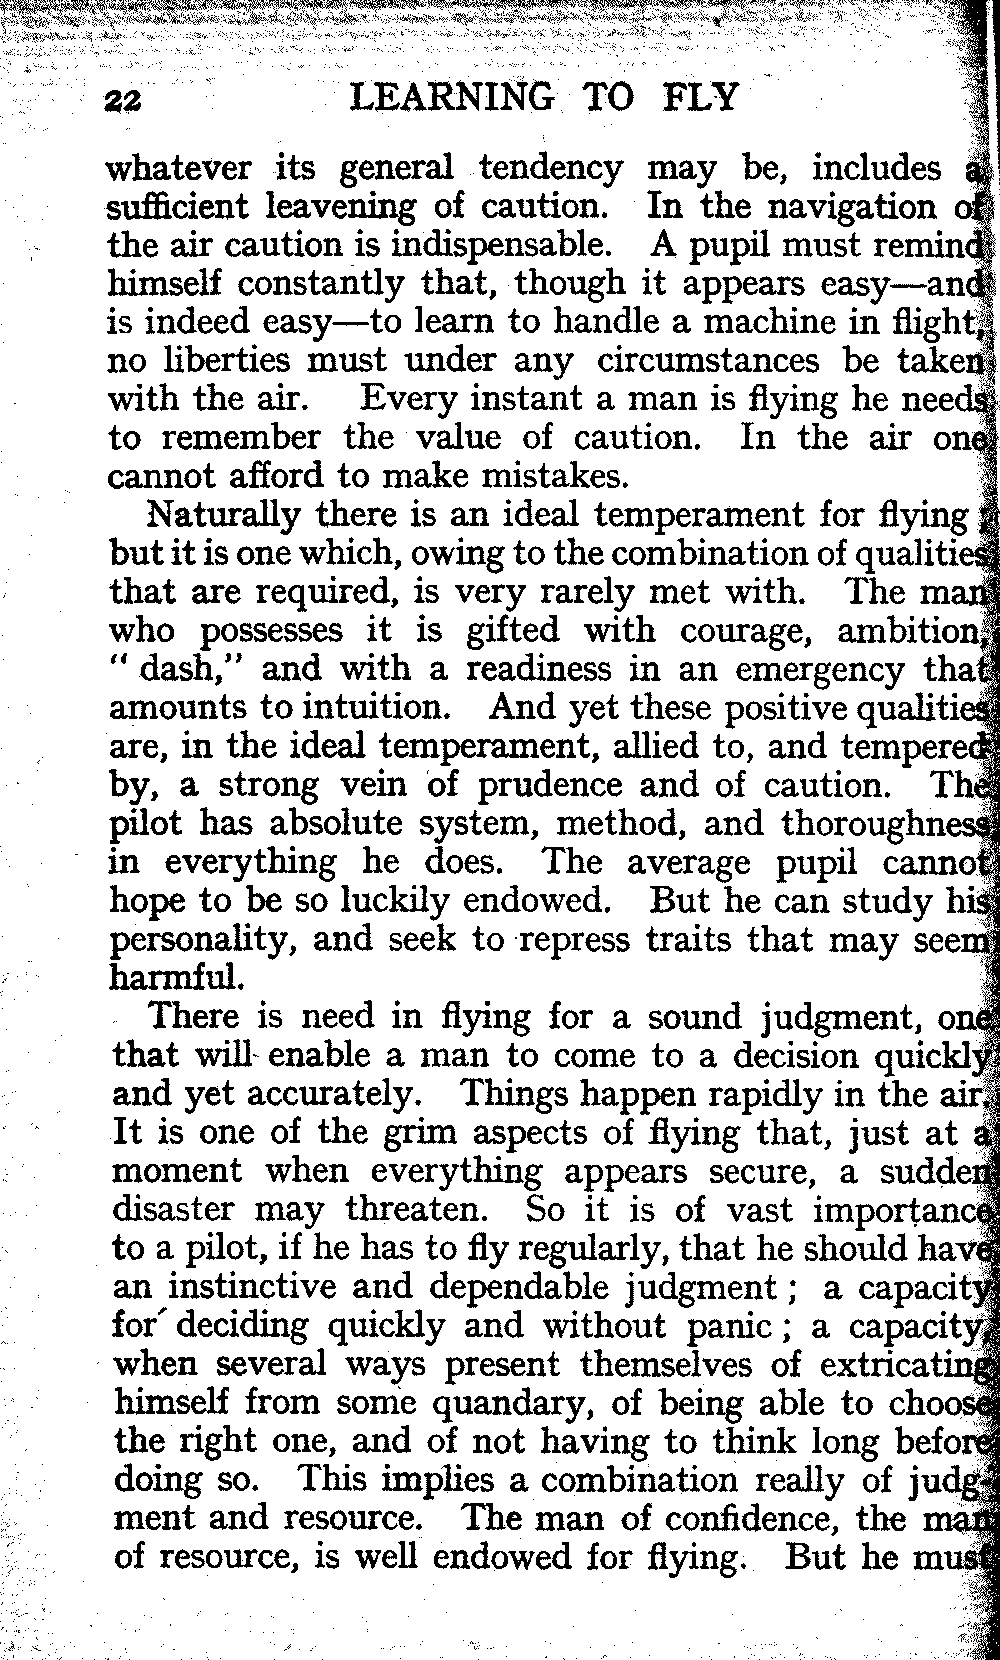 22 LEARNING TO FLY
whatever its general tendency may be, includes a
sufficient leavening of caution. In the navigation of
the air caution is indispensable. A pupil must remind
himself constantly that, though it appears easy—and
is indeed easy—to learn to handle a machine in flight,
no liberties must under any circumstances be taken
with the air. Every instant a man is flying he needs
to remember the value of caution. In the air one
cannot afford to make mistakes.
Naturally there is an ideal temperament for flying
but it is one which, owing to the combination of qualities
that are required, is very rarely met with. The man
who possesses it is gifted with courage, ambition,
" dash," and with a readiness in an emergency that
amounts to intuition. And yet these positive qualities
are, in the ideal temperament, allied to, and tempered
by, a strong vein of prudence and of caution. The
pilot has absolute system, method, and thoroughness
in everything he does. The average pupil cannot
hope to be so luckily endowed. But he can study his
personality, and seek to repress traits that may seem
harmful.
There is need in flying for a sound judgment, one
that will enable a man to come to a decision quickly
and yet accurately. Things happen rapidly in the air.
It is one of the grim aspects of flying that, just at a
moment when everything appears secure, a sudden
disaster may threaten. So it is of vast importance
to a pilot, if he has to fly regularly, that he should have
an instinctive and dependable judgment ; a capacity
for deciding quickly and without panic ; a capacity,
when several ways present themselves of extricating
himself from some quandary, of being able to choose
the right one, and of not having to think long before
doing so. This implies a combination really of judg-
ment and resource. The man of confidence, the man
of resource, is well endowed for flying. But he must